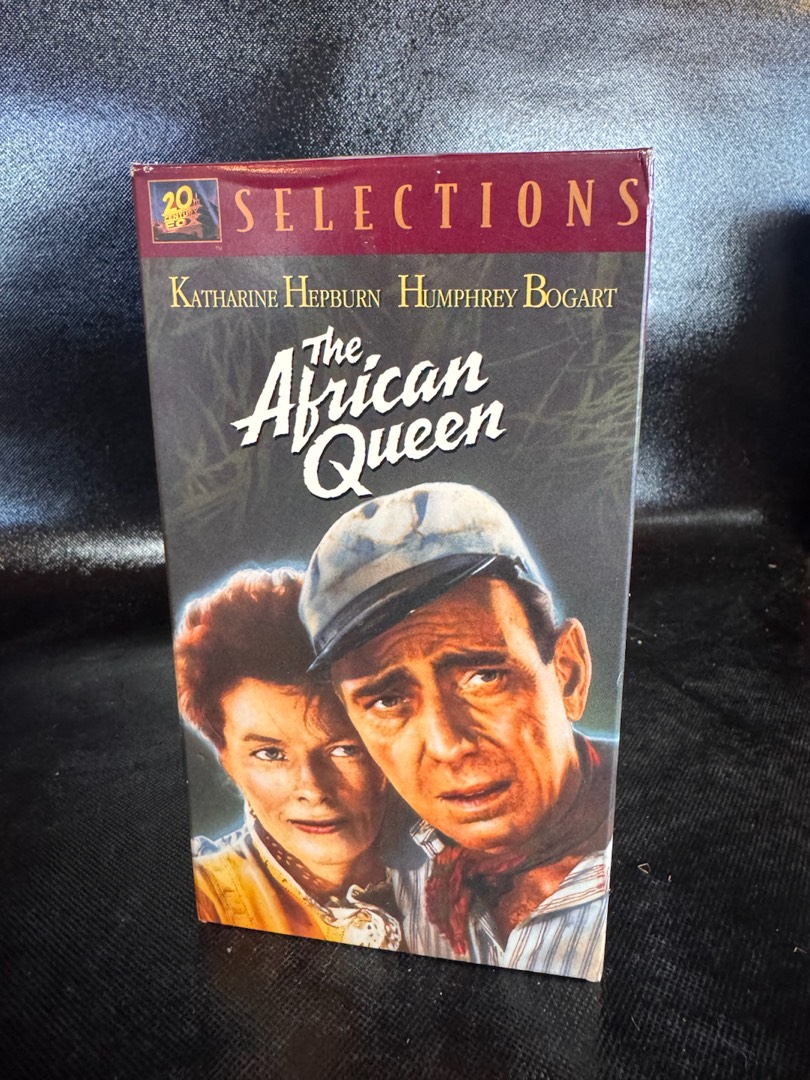 20th
CENTURY
FOX
SELECTIONS
KATHARINE HEPBURN HUMPHREY BOGART
The
African
Queen